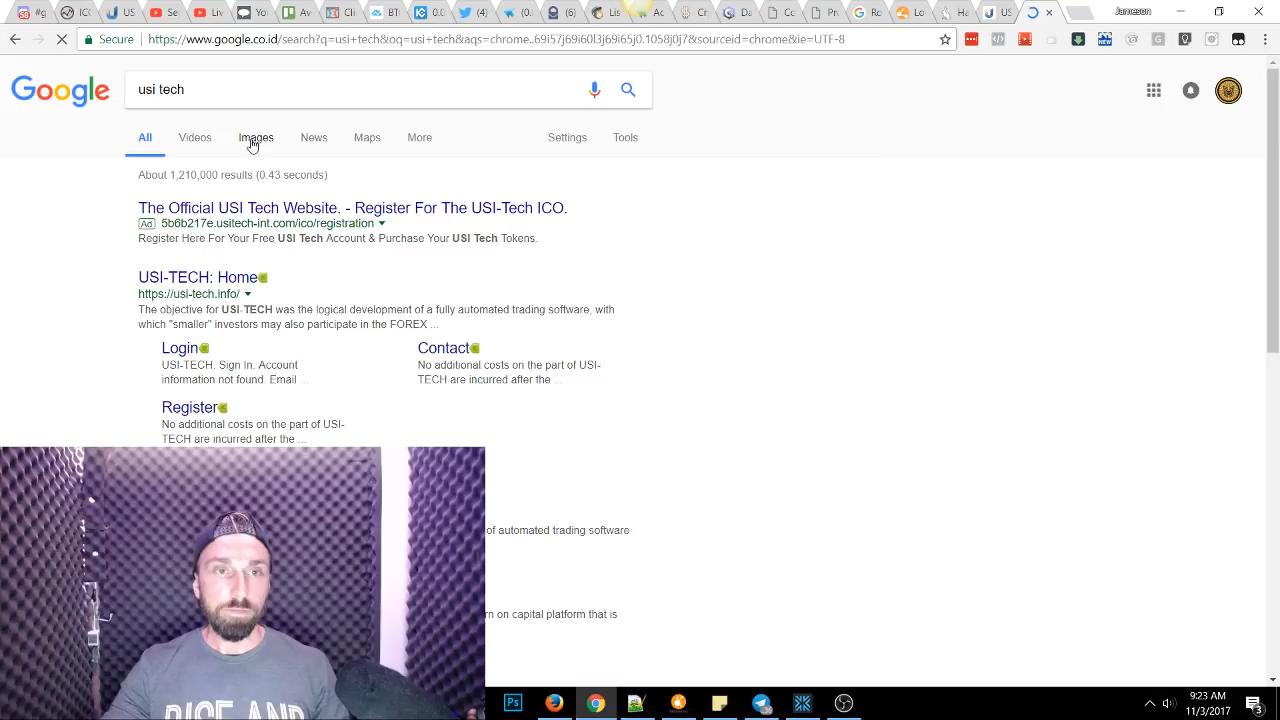 Jameson
Secure
https://www.google.co.id/search?q=usi+tech&oq=usi+tech&aqs=chrome..69i57j69i60l3j69i65j0.1058j0j7&sourceid=chrome&ie=UTF-8
Google
usi tech
All Videos Images News Maps More Settings Tools
About 1,210,000 results (0.43 seconds)
The Official USI Tech Website. - Register For The USI-Tech ICO.
Ad 5b6b217e.usitech-int.com/ico/registration
Register Here For Your Free USI Tech Account & Purchase Your USI Tech Tokens.
USI-TECH: Home
https://usi-tech.info/
The objective for USI-TECH was the logical development of a fully automated trading software, with
which "smaller" investors may also participate in the FOREX ...
Login
USI-TECH. Sign In. Account
information not found. Email ...
Contact
No additional costs on the part of USI-
TECH are incurred after the ...
Register
No additional costs on the part of USI-
TECH are incurred after the ...
of automated trading software
rn on capital platform that is
RISE AND
Ps
9:23 AM
11/3/2017
3